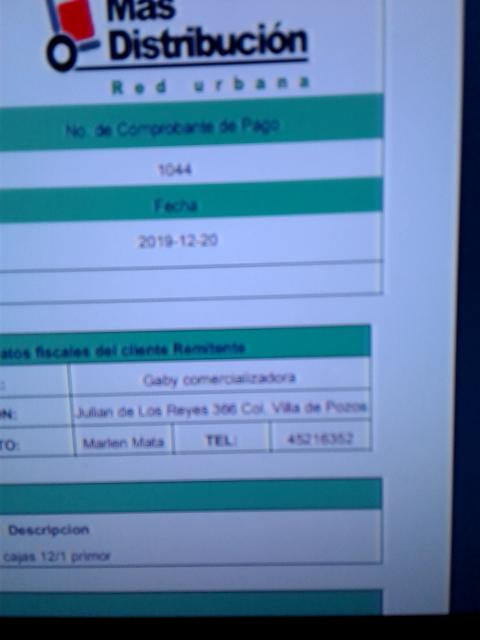 Mas
Distribución
Red urbana
No. de Comprobante de Pago
1044
Fecha
2019-12-20
atos fiscales del cliente Remitente
: Gaby comercializadora
N: Julian de Los Reyes 366 Col. Villa de Pozos
TO: Marlen Mata TEL: 45216352
Descripcion
cajas 12/1 primor